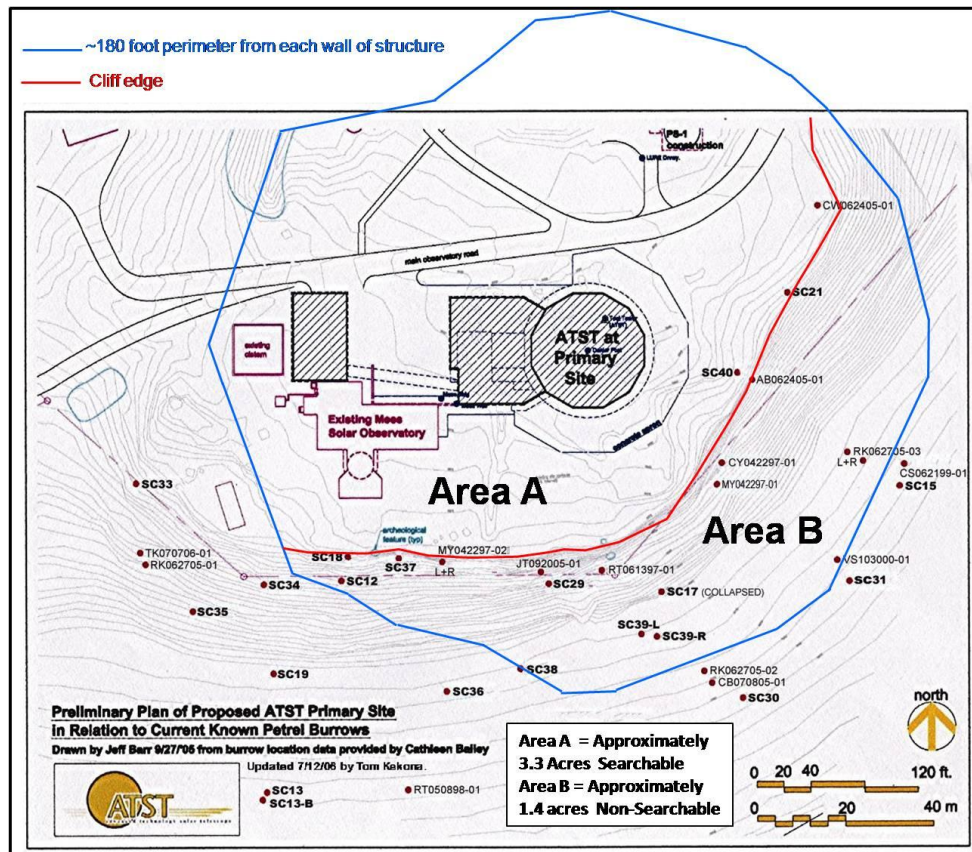 ~180 foot perimeter from each wall of structure
Cliff edge
PS-1
construction
main observatory road
CW062405-01
SC21
existing
cistern
ATST at
Primary
Site
SC40
AB062405-01
Existing Mees
Solar Observatory
CY042297-01
MY042297-01
RK062705-03
L+R
CS062199-01
SC15
SC33
Area A
Area B
archeological
feature (typ)
MY042297-02
SC18
SC37
L+R
JT092005-01
RT061397-01
VS103000-01
TK070706-01
RK062705-01
SC34
SC12
SC29
SC17 (COLLAPSED)
SC31
SC35
SC39-L
SC39-R
SC19
SC38
SC36
RK062705-02
CB070805-01
SC30
Preliminary Plan of Proposed ATST Primary Site
in Relation to Current Known Petrel Burrows
Drawn by Jeff Barr 9/27/'05 from burrow location data provided by Cathleen Bailey
Updated 7/12/06 by Tom Kekona.
ATST
advanced technology solar telescope
SC13
SC13-B
RT050898-01
Area A = Approximately
3.3 Acres Searchable
Area B = Approximately
1.4 acres Non-Searchable
north
0 20 40 120 ft.
0 20 40 m